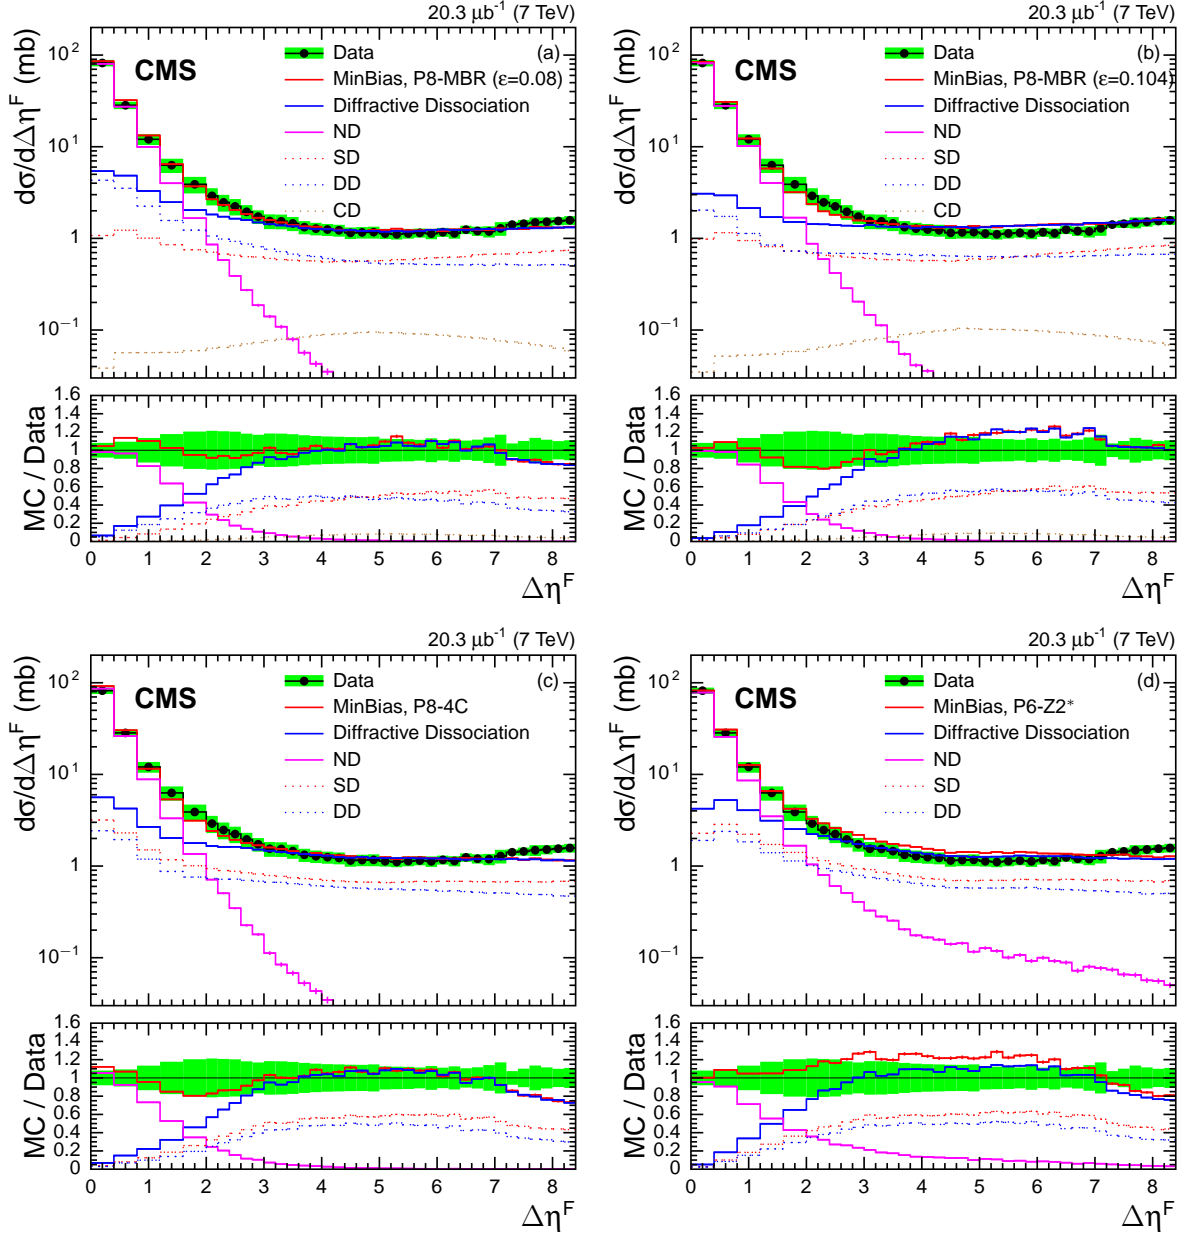 20.3 μb⁻¹ (7 TeV)
dσ/dΔη^F (mb)
10²
10
1
10⁻¹
CMS
(a)
Data
MinBias, P8-MBR (ε=0.08)
Diffractive Dissociation
ND
SD
DD
CD
MC / Data
1.6
1.4
1.2
1
0.8
0.6
0.4
0.2
0
0 1 2 3 4 5 6 7 8
Δη^F
20.3 μb⁻¹ (7 TeV)
dσ/dΔη^F (mb)
10²
10
1
10⁻¹
CMS
(b)
Data
MinBias, P8-MBR (ε=0.104)
Diffractive Dissociation
ND
SD
DD
CD
MC / Data
1.6
1.4
1.2
1
0.8
0.6
0.4
0.2
0
0 1 2 3 4 5 6 7 8
Δη^F
20.3 μb⁻¹ (7 TeV)
dσ/dΔη^F (mb)
10²
10
1
10⁻¹
CMS
(c)
Data
MinBias, P8-4C
Diffractive Dissociation
ND
SD
DD
MC / Data
1.6
1.4
1.2
1
0.8
0.6
0.4
0.2
0
0 1 2 3 4 5 6 7 8
Δη^F
20.3 μb⁻¹ (7 TeV)
dσ/dΔη^F (mb)
10²
10
1
10⁻¹
CMS
(d)
Data
MinBias, P6-Z2*
Diffractive Dissociation
ND
SD
DD
MC / Data
1.6
1.4
1.2
1
0.8
0.6
0.4
0.2
0
0 1 2 3 4 5 6 7 8
Δη^F